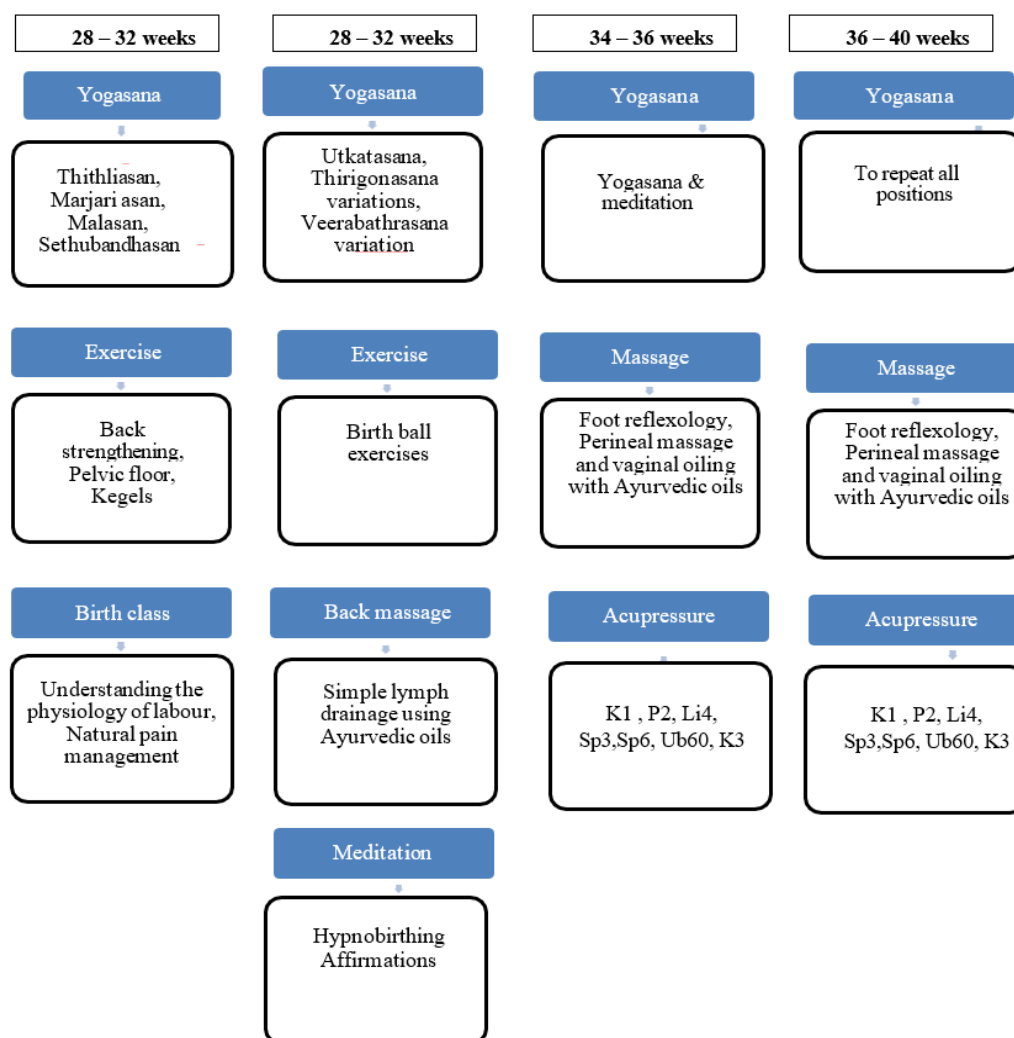 28 – 32 weeks
Yogasana
Thithliasan,
Marjari asan,
Malasan,
Sethubandhasan
Exercise
Back
strengthening,
Pelvic floor,
Kegels
Birth class
Understanding the
physiology of labour,
Natural pain
management
28 – 32 weeks
Yogasana
Utkatasana,
Thirigonasana
variations,
Veerabathrasana
variation
Exercise
Birth ball
exercises
Back massage
Simple lymph
drainage using
Ayurvedic oils
Meditation
Hypnobirthing
Affirmations
34 – 36 weeks
Yogasana
Yogasana &
meditation
Massage
Foot reflexology,
Perineal massage
and vaginal oiling
with Ayurvedic oils
Acupressure
K1 , P2, Li4,
Sp3,Sp6, Ub60, K3
36 – 40 weeks
Yogasana
To repeat all
positions
Massage
Foot reflexology,
Perineal massage
and vaginal oiling
with Ayurvedic oils
Acupressure
K1 , P2, Li4,
Sp3,Sp6, Ub60, K3